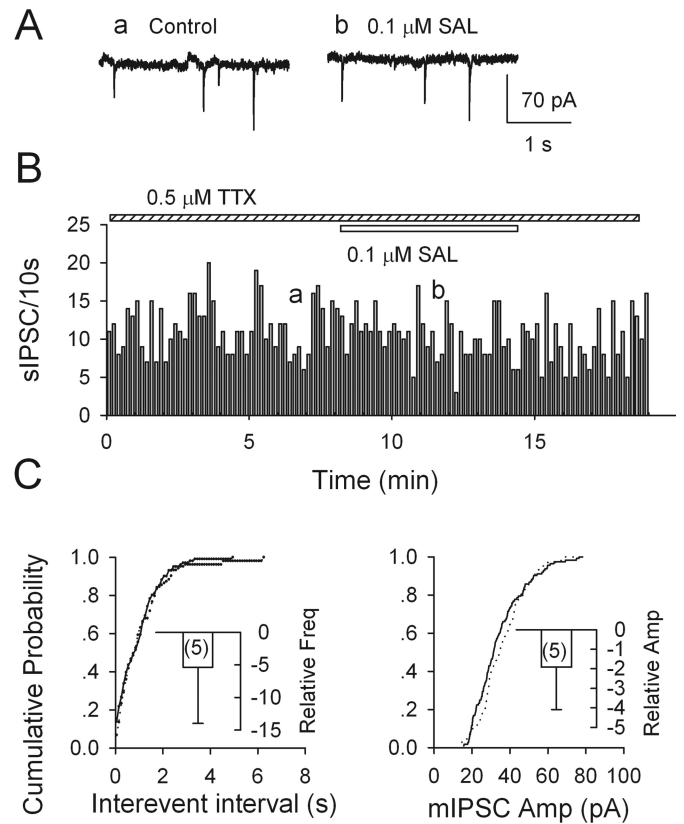 A
a Control
b 0.1 μM SAL
70 pA
1 s
B
0.5 μM TTX
0.1 μM SAL
a
b
sIPSC/10s
25
20
15
10
5
0
0 5 10 15
Time (min)
C
Cumulative Probability
1.0
.8
.6
.4
.2
0.0
0 2 4 6 8
Interevent interval (s)
(5)
0
-5
-10
-15
Relative Freq
1.0
.8
.6
.4
.2
0.0
0 20 40 60 80 100
mIPSC Amp (pA)
(5)
0
-1
-2
-3
-4
-5
Relative Amp